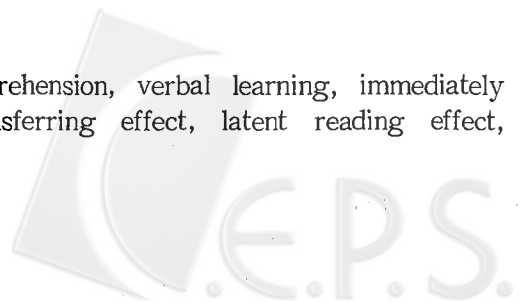 rehension, verbal learning, immediately
sferring effect, latent reading effect,
C.E.P.S.